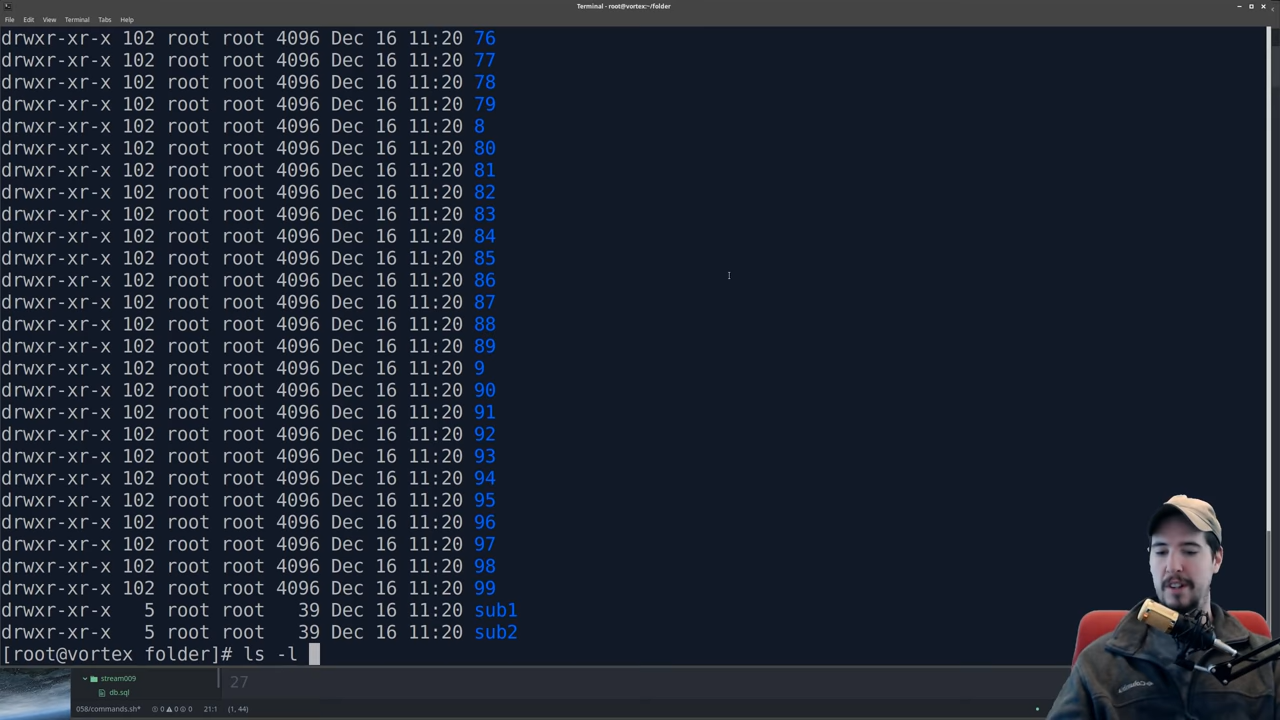 Terminal - root@vortex:~/folder
File Edit View Terminal Tabs Help
drwxr-xr-x 102 root root 4096 Dec 16 11:20 76
drwxr-xr-x 102 root root 4096 Dec 16 11:20 77
drwxr-xr-x 102 root root 4096 Dec 16 11:20 78
drwxr-xr-x 102 root root 4096 Dec 16 11:20 79
drwxr-xr-x 102 root root 4096 Dec 16 11:20 8
drwxr-xr-x 102 root root 4096 Dec 16 11:20 80
drwxr-xr-x 102 root root 4096 Dec 16 11:20 81
drwxr-xr-x 102 root root 4096 Dec 16 11:20 82
drwxr-xr-x 102 root root 4096 Dec 16 11:20 83
drwxr-xr-x 102 root root 4096 Dec 16 11:20 84
drwxr-xr-x 102 root root 4096 Dec 16 11:20 85
drwxr-xr-x 102 root root 4096 Dec 16 11:20 86
drwxr-xr-x 102 root root 4096 Dec 16 11:20 87
drwxr-xr-x 102 root root 4096 Dec 16 11:20 88
drwxr-xr-x 102 root root 4096 Dec 16 11:20 89
drwxr-xr-x 102 root root 4096 Dec 16 11:20 9
drwxr-xr-x 102 root root 4096 Dec 16 11:20 90
drwxr-xr-x 102 root root 4096 Dec 16 11:20 91
drwxr-xr-x 102 root root 4096 Dec 16 11:20 92
drwxr-xr-x 102 root root 4096 Dec 16 11:20 93
drwxr-xr-x 102 root root 4096 Dec 16 11:20 94
drwxr-xr-x 102 root root 4096 Dec 16 11:20 95
drwxr-xr-x 102 root root 4096 Dec 16 11:20 96
drwxr-xr-x 102 root root 4096 Dec 16 11:20 97
drwxr-xr-x 102 root root 4096 Dec 16 11:20 98
drwxr-xr-x 102 root root 4096 Dec 16 11:20 99
drwxr-xr-x   5 root root   39 Dec 16 11:20 sub1
drwxr-xr-x   5 root root   39 Dec 16 11:20 sub2
[root@vortex folder]# ls -l
stream009
27
db.sql
058/commands.sh* 0 0 0 21:1 (1, 44)